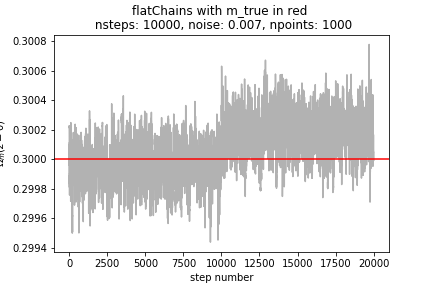 flatChains with m_true in red
nsteps: 10000, noise: 0.007, npoints: 1000
0.3008
0.3006
0.3004
0.3002
0.3000
0.2998
0.2996
0.2994
0 2500 5000 7500 10000 12500 15000 17500 20000
step number